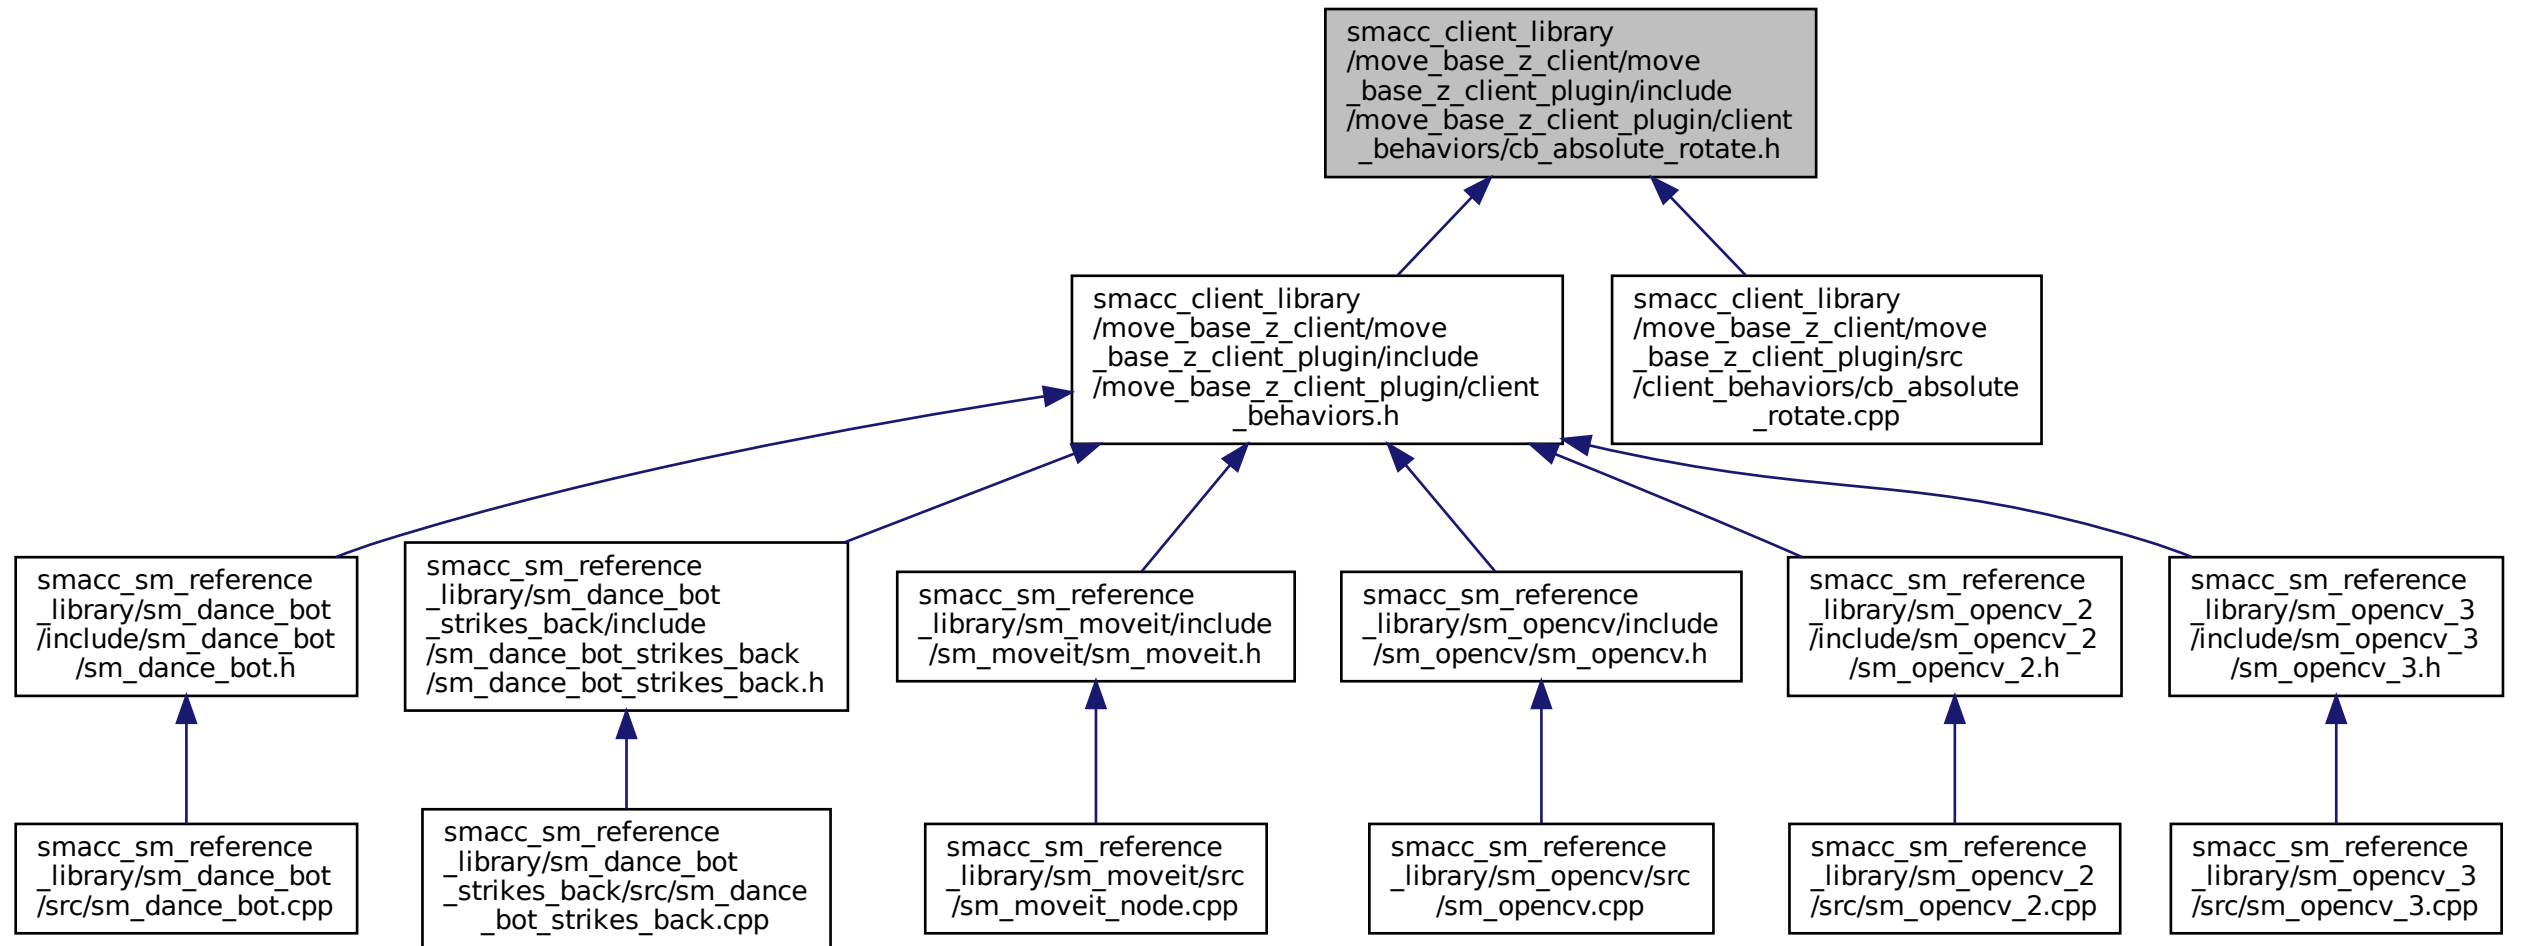 smacc_client_library
/move_base_z_client/move
_base_z_client_plugin/include
/move_base_z_client_plugin/client
_behaviors/cb_absolute_rotate.h
smacc_client_library
/move_base_z_client/move
_base_z_client_plugin/include
/move_base_z_client_plugin/client
_behaviors.h
smacc_client_library
/move_base_z_client/move
_base_z_client_plugin/src
/client_behaviors/cb_absolute
_rotate.cpp
smacc_sm_reference
_library/sm_dance_bot
/include/sm_dance_bot
/sm_dance_bot.h
smacc_sm_reference
_library/sm_dance_bot
_strikes_back/include
/sm_dance_bot_strikes_back
/sm_dance_bot_strikes_back.h
smacc_sm_reference
_library/sm_moveit/include
/sm_moveit/sm_moveit.h
smacc_sm_reference
_library/sm_opencv/include
/sm_opencv/sm_opencv.h
smacc_sm_reference
_library/sm_opencv_2
/include/sm_opencv_2
/sm_opencv_2.h
smacc_sm_reference
_library/sm_opencv_3
/include/sm_opencv_3
/sm_opencv_3.h
smacc_sm_reference
_library/sm_dance_bot
/src/sm_dance_bot.cpp
smacc_sm_reference
_library/sm_dance_bot
_strikes_back/src/sm_dance
_bot_strikes_back.cpp
smacc_sm_reference
_library/sm_moveit/src
/sm_moveit_node.cpp
smacc_sm_reference
_library/sm_opencv/src
/sm_opencv.cpp
smacc_sm_reference
_library/sm_opencv_2
/src/sm_opencv_2.cpp
smacc_sm_reference
_library/sm_opencv_3
/src/sm_opencv_3.cpp